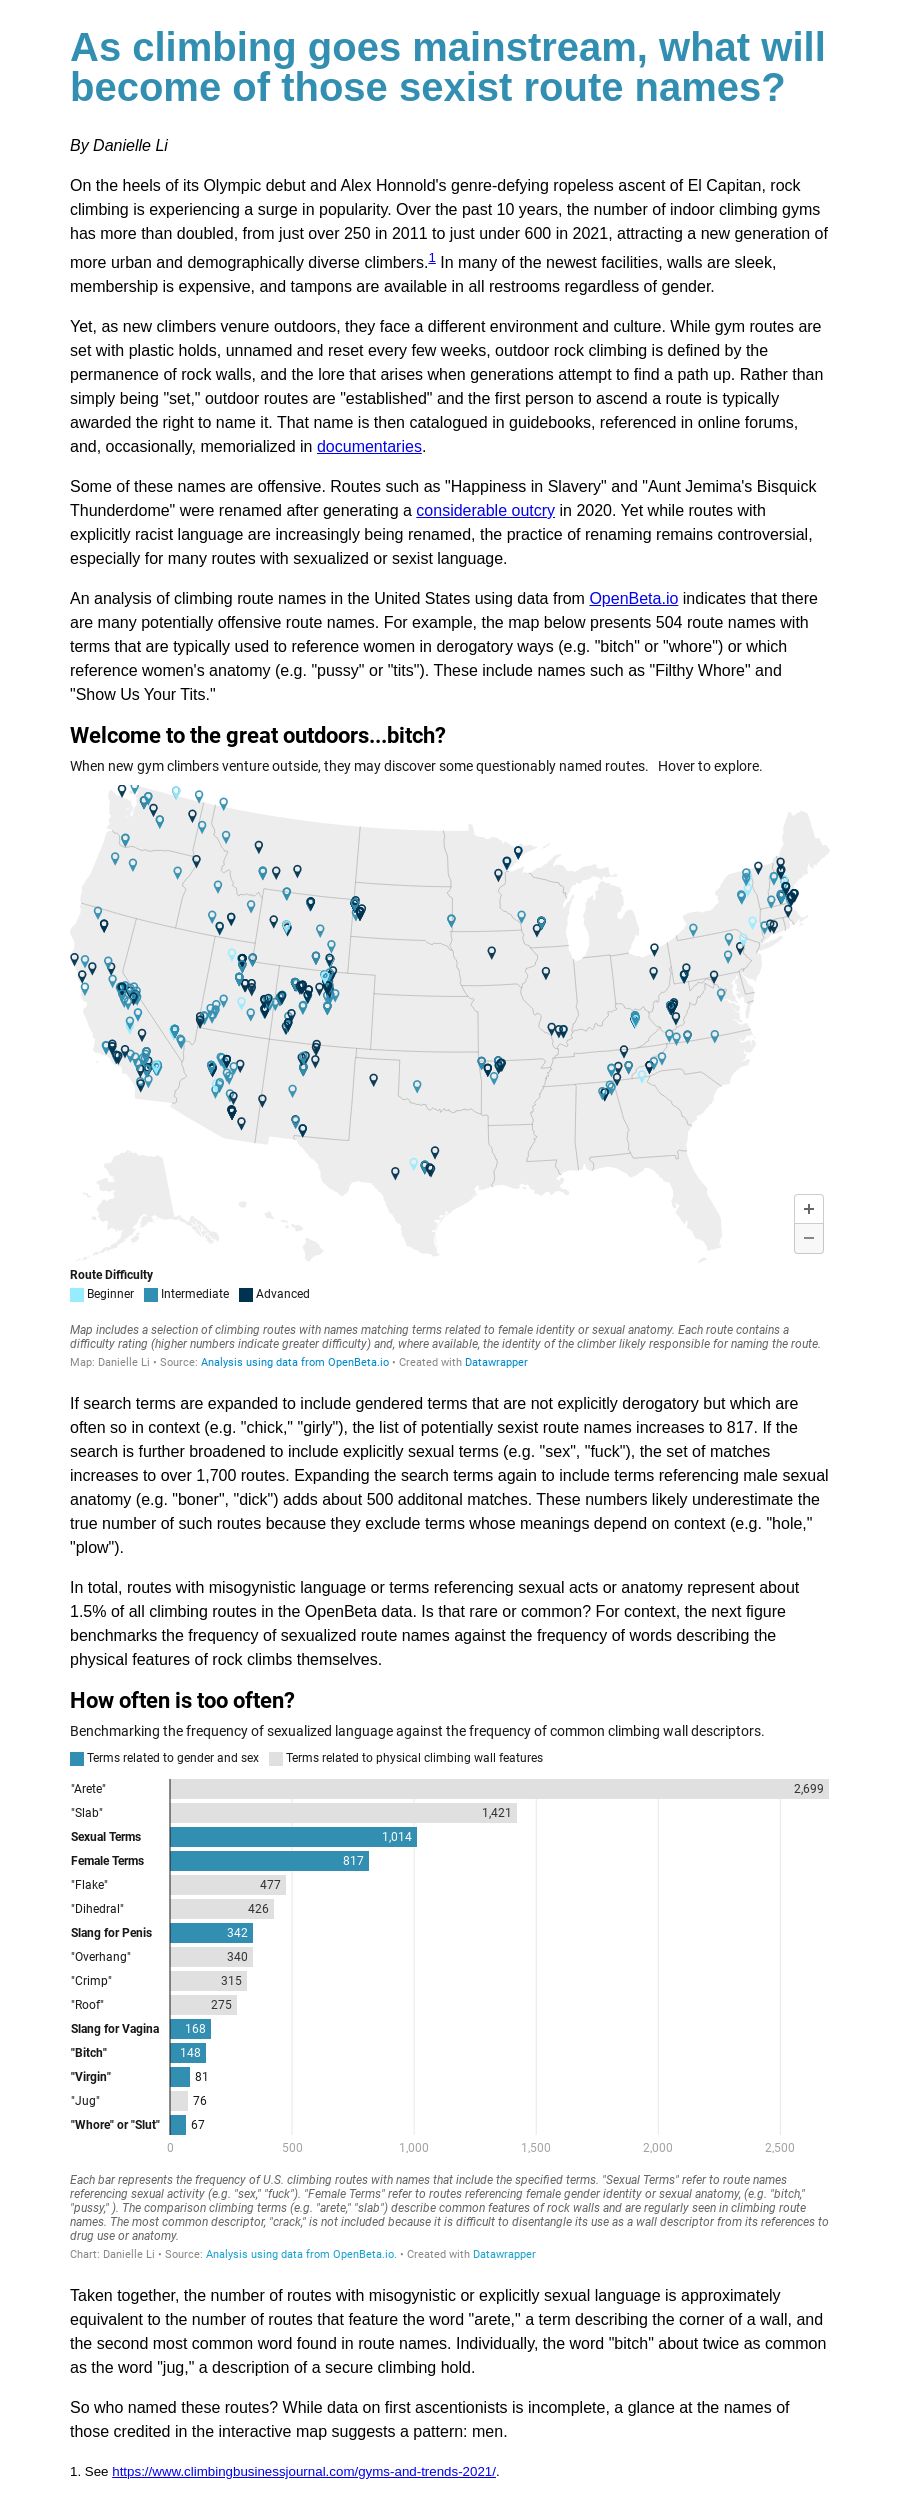 As climbing goes mainstream, what will
become of those sexist route names?
By Danielle Li
On the heels of its Olympic debut and Alex Honnold's genre-defying ropeless ascent of El Capitan, rock
climbing is experiencing a surge in popularity. Over the past 10 years, the number of indoor climbing gyms
has more than doubled, from just over 250 in 2011 to just under 600 in 2021, attracting a new generation of
more urban and demographically diverse climbers.1 In many of the newest facilities, walls are sleek,
membership is expensive, and tampons are available in all restrooms regardless of gender.
Yet, as new climbers venure outdoors, they face a different environment and culture. While gym routes are
set with plastic holds, unnamed and reset every few weeks, outdoor rock climbing is defined by the
permanence of rock walls, and the lore that arises when generations attempt to find a path up. Rather than
simply being "set," outdoor routes are "established" and the first person to ascend a route is typically
awarded the right to name it. That name is then catalogued in guidebooks, referenced in online forums,
and, occasionally, memorialized in documentaries.
Some of these names are offensive. Routes such as "Happiness in Slavery" and "Aunt Jemima's Bisquick
Thunderdome" were renamed after generating a considerable outcry in 2020. Yet while routes with
explicitly racist language are increasingly being renamed, the practice of renaming remains controversial,
especially for many routes with sexualized or sexist language.
An analysis of climbing route names in the United States using data from OpenBeta.io indicates that there
are many potentially offensive route names. For example, the map below presents 504 route names with
terms that are typically used to reference women in derogatory ways (e.g. "bitch" or "whore") or which
reference women's anatomy (e.g. "pussy" or "tits"). These include names such as "Filthy Whore" and
"Show Us Your Tits."
Welcome to the great outdoors...bitch?
When new gym climbers venture outside, they may discover some questionably named routes. Hover to explore.
+
−
Route Difficulty
Beginner Intermediate Advanced
Map includes a selection of climbing routes with names matching terms related to female identity or sexual anatomy. Each route contains a
difficulty rating (higher numbers indicate greater difficulty) and, where available, the identity of the climber likely responsible for naming the route.
Map: Danielle Li • Source: Analysis using data from OpenBeta.io • Created with Datawrapper
If search terms are expanded to include gendered terms that are not explicitly derogatory but which are
often so in context (e.g. "chick," "girly"), the list of potentially sexist route names increases to 817. If the
search is further broadened to include explicitly sexual terms (e.g. "sex", "fuck"), the set of matches
increases to over 1,700 routes. Expanding the search terms again to include terms referencing male sexual
anatomy (e.g. "boner", "dick") adds about 500 additonal matches. These numbers likely underestimate the
true number of such routes because they exclude terms whose meanings depend on context (e.g. "hole,"
"plow").
In total, routes with misogynistic language or terms referencing sexual acts or anatomy represent about
1.5% of all climbing routes in the OpenBeta data. Is that rare or common? For context, the next figure
benchmarks the frequency of sexualized route names against the frequency of words describing the
physical features of rock climbs themselves.
How often is too often?
Benchmarking the frequency of sexualized language against the frequency of common climbing wall descriptors.
Terms related to gender and sex Terms related to physical climbing wall features
"Arete" 2,699
"Slab" 1,421
Sexual Terms 1,014
Female Terms 817
"Flake" 477
"Dihedral" 426
Slang for Penis 342
"Overhang" 340
"Crimp" 315
"Roof" 275
Slang for Vagina 168
"Bitch" 148
"Virgin" 81
"Jug" 76
"Whore" or "Slut" 67
0 500 1,000 1,500 2,000 2,500
Each bar represents the frequency of U.S. climbing routes with names that include the specified terms. "Sexual Terms" refer to route names
referencing sexual activity (e.g. "sex," "fuck"). "Female Terms" refer to routes referencing female gender identity or sexual anatomy, (e.g. "bitch,"
"pussy," ). The comparison climbing terms (e.g. "arete," "slab") describe common features of rock walls and are regularly seen in climbing route
names. The most common descriptor, "crack," is not included because it is difficult to disentangle its use as a wall descriptor from its references to
drug use or anatomy.
Chart: Danielle Li • Source: Analysis using data from OpenBeta.io. • Created with Datawrapper
Taken together, the number of routes with misogynistic or explicitly sexual language is approximately
equivalent to the number of routes that feature the word "arete," a term describing the corner of a wall, and
the second most common word found in route names. Individually, the word "bitch" about twice as common
as the word "jug," a description of a secure climbing hold.
So who named these routes? While data on first ascentionists is incomplete, a glance at the names of
those credited in the interactive map suggests a pattern: men.
1. See https://www.climbingbusinessjournal.com/gyms-and-trends-2021/.